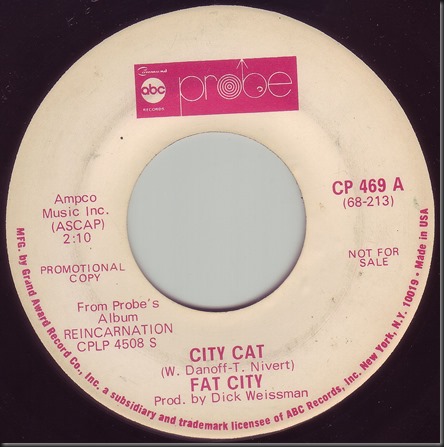 Command
abc
RECORDS
probe
Ampco
Music Inc.
(ASCAP)
2:10
PROMOTIONAL
COPY
From Probe's
Album
REINCARNATION
CPLP 4508 S
CP 469 A
(68-213)
NOT FOR
SALE
CITY CAT
(W. Danoff-T. Nivert)
FAT CITY
Prod. by Dick Weissman
MFG. by Grand Award Record Co., Inc. a subsidiary and trademark licensee of ABC Records, Inc. New York, N.Y. 10019 • Made in USA